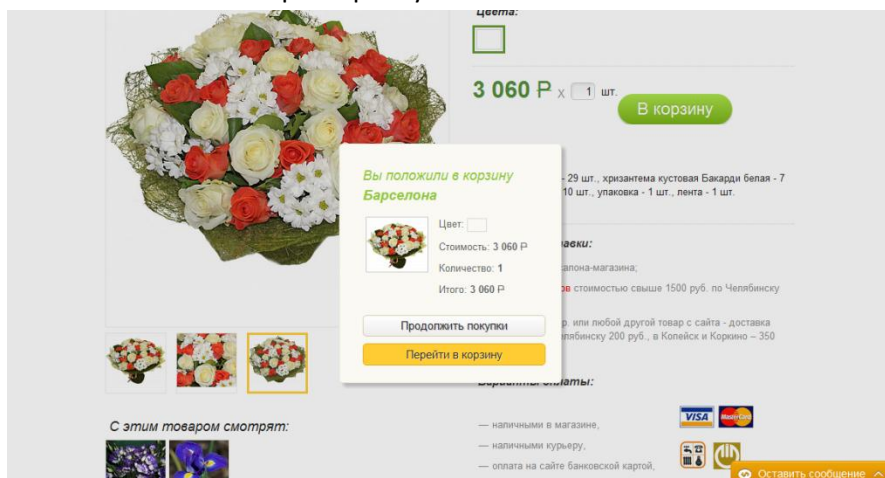 Цвета:
3 060 Р x 1 шт.
В корзину
Вы положили в корзину
Барселона
Цвет:
Стоимость: 3 060 Р
Количество: 1
Итого: 3 060 Р
Продолжить покупки
Перейти в корзину
- 29 шт., хризантема кустовая Бакарди белая - 7
10 шт., упаковка - 1 шт., лента - 1 шт.
авки:
алона-магазина;
ов стоимостью свыше 1500 руб. по Челябинску
р. или любой другой товар с сайта - доставка
лябинску 200 руб., в Копейск и Коркино – 350
Варианты оплаты:
— наличными в магазине,
— наличными курьеру,
— оплата на сайте банковской картой,
VISA MasterCard
С этим товаром смотрят:
Оставить сообщение